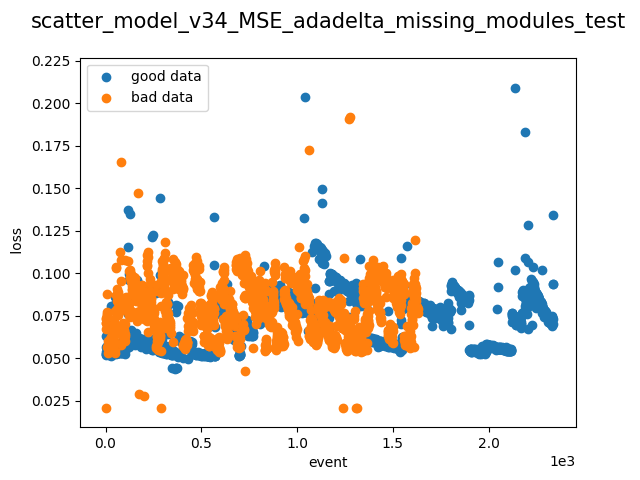 scatter_model_v34_MSE_adadelta_missing_modules_test
good data
bad data
0.225
0.200
0.175
0.150
0.125
0.100
0.075
0.050
0.025
loss
0.0
0.5
1.0
1.5
2.0
1e3
event